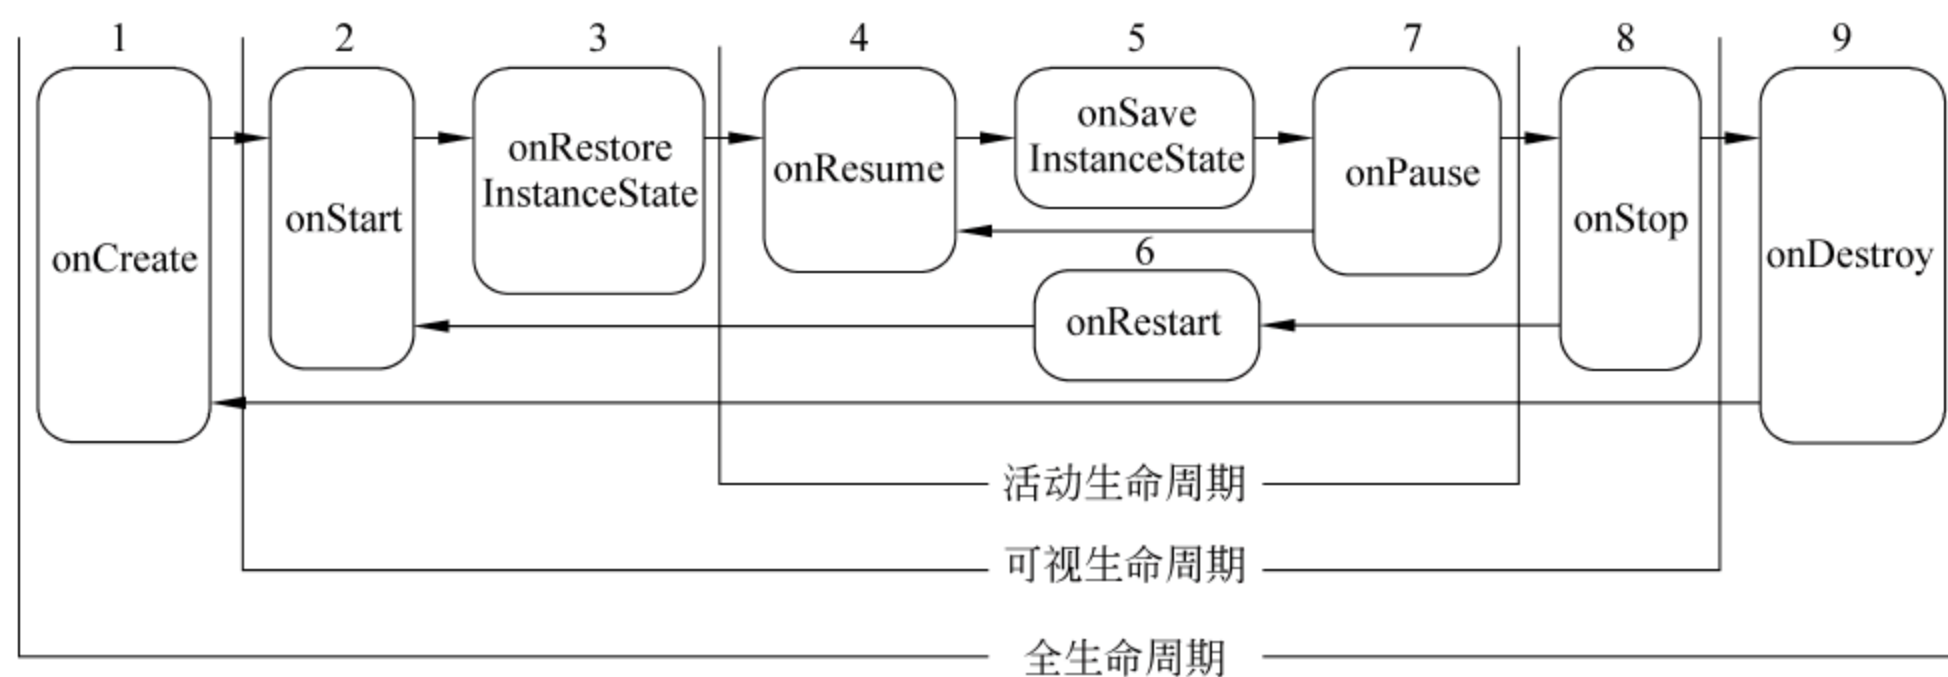 1
onCreate
2
onStart
3
onRestore
InstanceState
4
onResume
5
onSave
InstanceState
6
onRestart
7
onPause
8
onStop
9
onDestroy
活动生命周期
可视生命周期
全生命周期